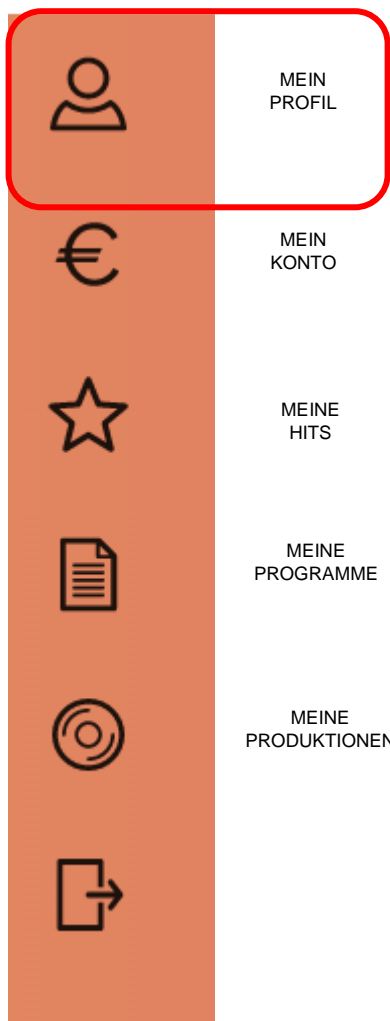 MEIN
PROFIL
MEIN
KONTO
MEINE
HITS
MEINE
PROGRAMME
MEINE
PRODUKTIONEN